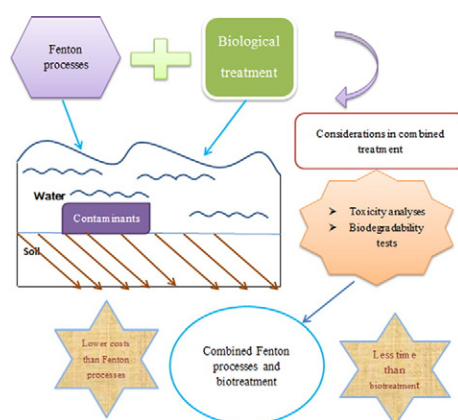 Fenton
processes
Biological
treatment
Considerations in combined
treatment
Water
Contaminants
Soil
➢ Toxicity analyses
➢ Biodegradability
tests
Lower costs
than Fenton
processes
Combined Fenton
processes and
biotreatment
Less time
than
biotreatment